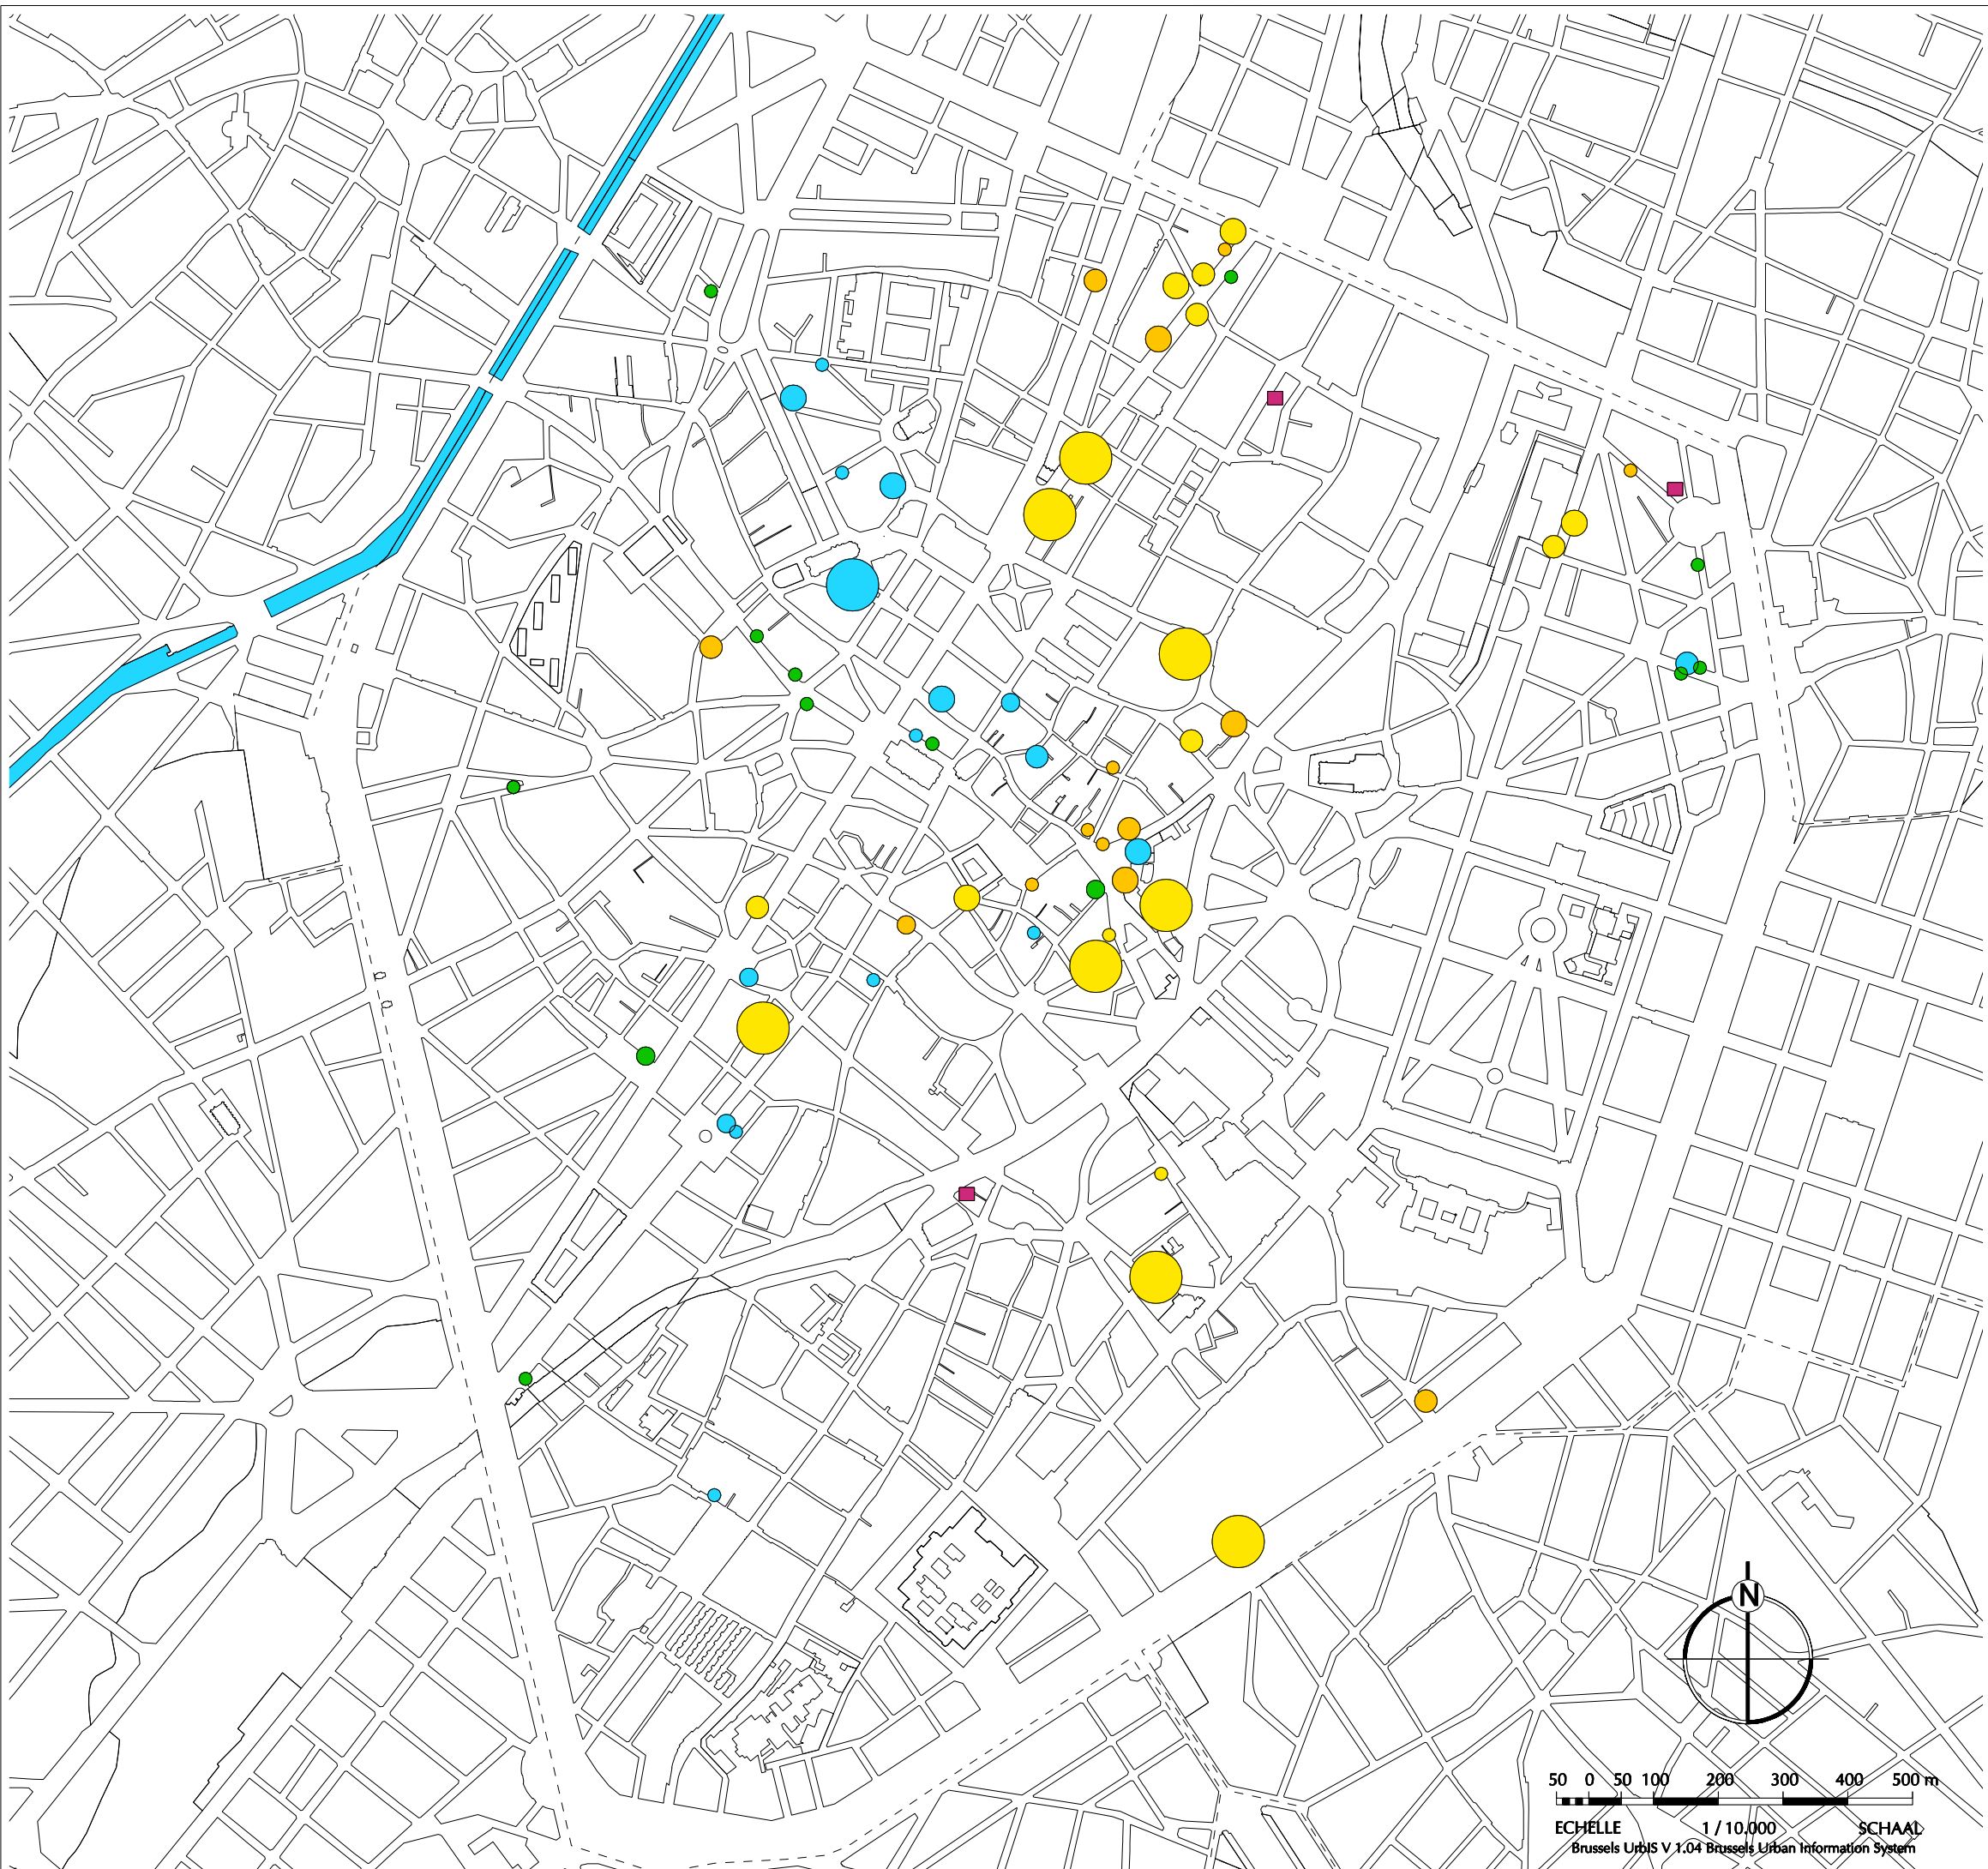 N
50 0 50 100 200 300 400 500 m
ECHELLE 1 / 10.000 SCHAAL
Brussels UrbIS V 1.04 Brussels Urban Information System